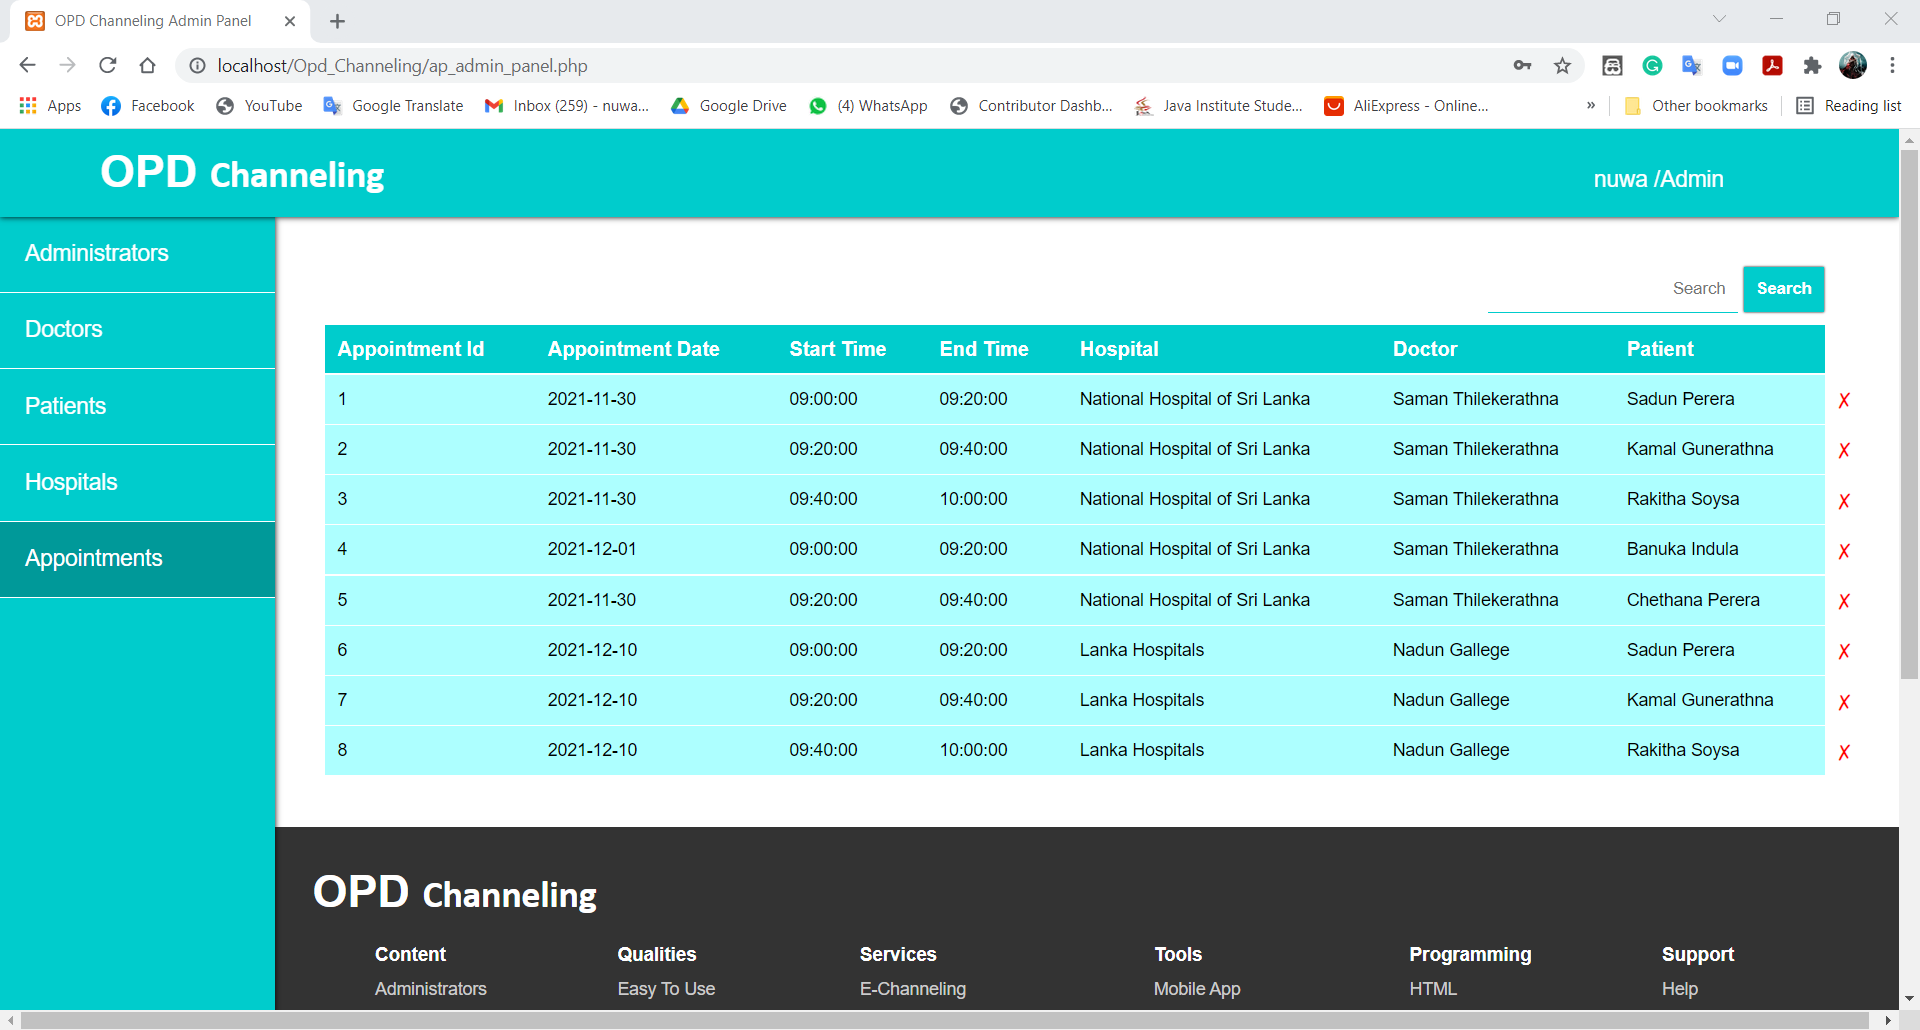 OPD Channeling Admin Panel
localhost/Opd_Channeling/ap_admin_panel.php
Apps Facebook YouTube Google Translate Inbox (259) - nuwa... Google Drive (4) WhatsApp Contributor Dashb... Java Institute Stude... AliExpress - Online... » Other bookmarks Reading list
OPD Channeling
nuwa /Admin
Administrators
Doctors
Patients
Hospitals
Appointments
Search Search
Appointment Id Appointment Date Start Time End Time Hospital Doctor Patient
1 2021-11-30 09:00:00 09:20:00 National Hospital of Sri Lanka Saman Thilekerathna Sadun Perera ✗
2 2021-11-30 09:20:00 09:40:00 National Hospital of Sri Lanka Saman Thilekerathna Kamal Gunerathna ✗
3 2021-11-30 09:40:00 10:00:00 National Hospital of Sri Lanka Saman Thilekerathna Rakitha Soysa ✗
4 2021-12-01 09:00:00 09:20:00 National Hospital of Sri Lanka Saman Thilekerathna Banuka Indula ✗
5 2021-11-30 09:20:00 09:40:00 National Hospital of Sri Lanka Saman Thilekerathna Chethana Perera ✗
6 2021-12-10 09:00:00 09:20:00 Lanka Hospitals Nadun Gallege Sadun Perera ✗
7 2021-12-10 09:20:00 09:40:00 Lanka Hospitals Nadun Gallege Kamal Gunerathna ✗
8 2021-12-10 09:40:00 10:00:00 Lanka Hospitals Nadun Gallege Rakitha Soysa ✗
OPD Channeling
Content Qualities Services Tools Programming Support
Administrators Easy To Use E-Channeling Mobile App HTML Help